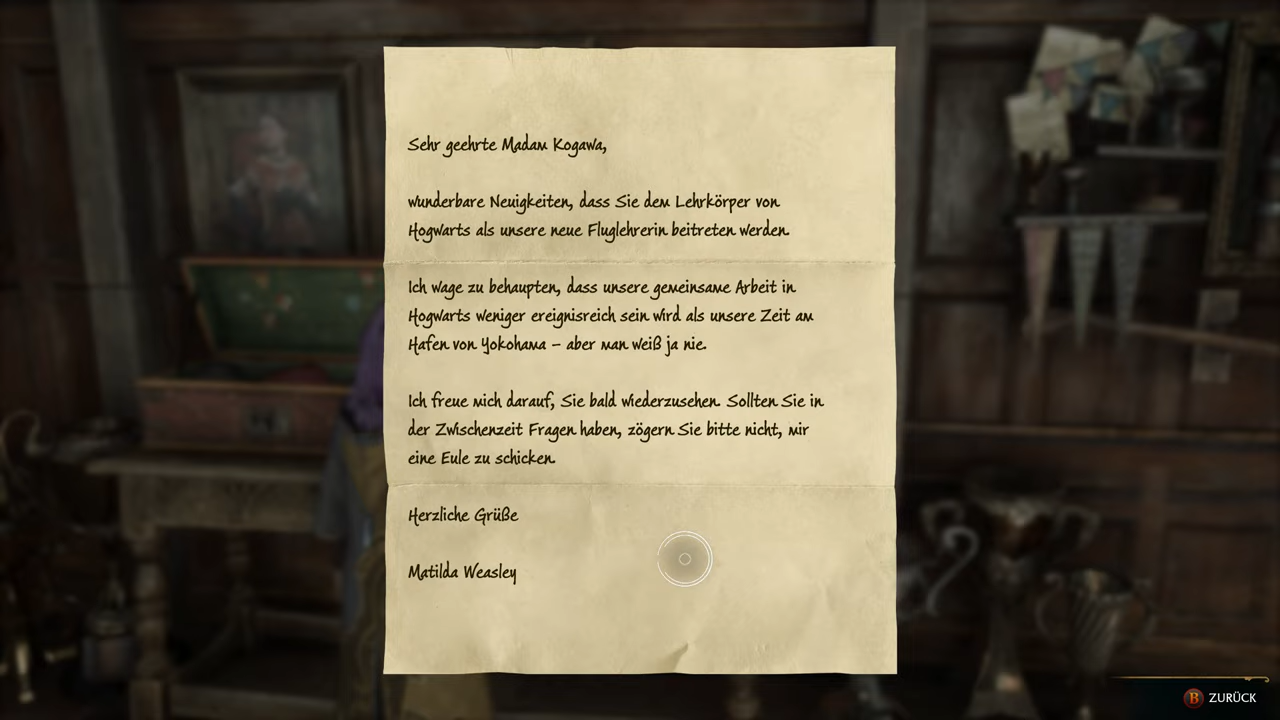 Sehr geehrte Madam Kogawa,
wunderbare Neuigkeiten, dass Sie dem Lehrkörper von
Hogwarts als unsere neue Fluglehrerin beitreten werden.
Ich wage zu behaupten, dass unsere gemeinsame Arbeit in
Hogwarts weniger ereignisreich sein wird als unsere Zeit am
Hafen von Yokohama – aber man weiß ja nie.
Ich freue mich darauf, Sie bald wiederzusehen. Sollten Sie in
der Zwischenzeit Fragen haben, zögern Sie bitte nicht, mir
eine Eule zu schicken.
Herzliche Grüße
Matilda Weasley
B ZURÜCK